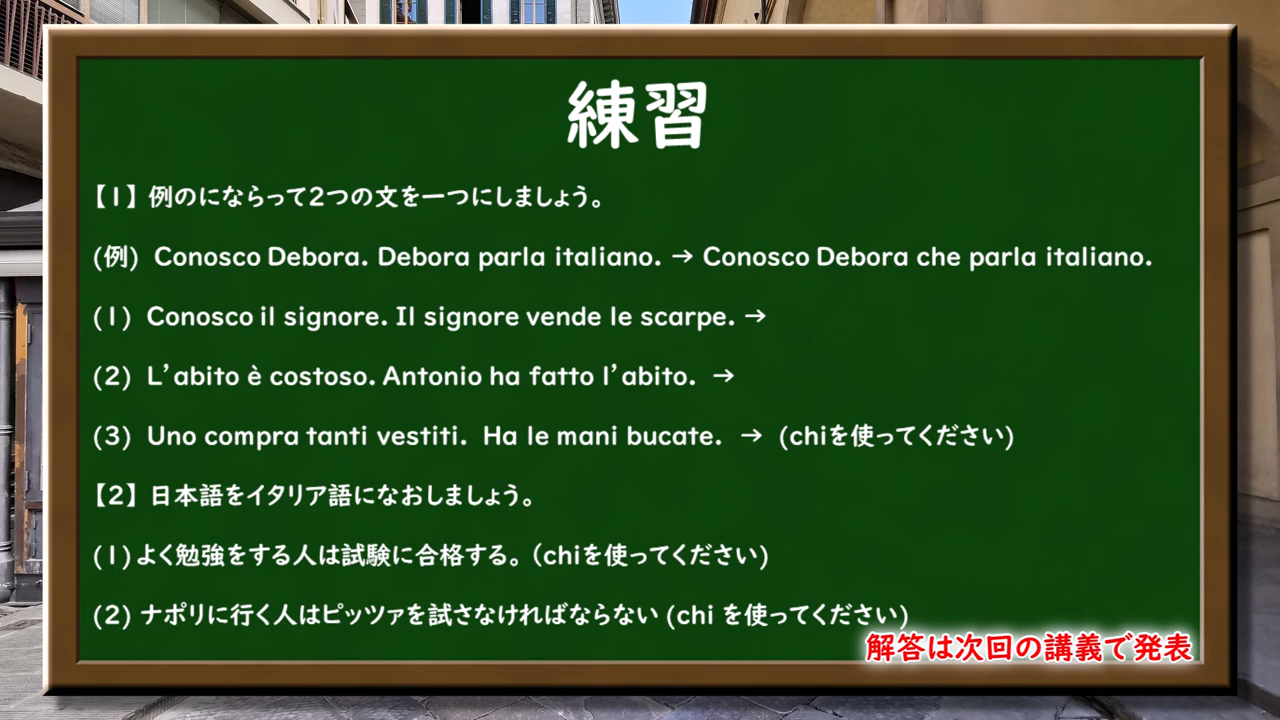 練習
【1】 例のにならって2つの文を一つにしましょう。
(例) Conosco Debora. Debora parla italiano. → Conosco Debora che parla italiano.
(1) Conosco il signore. Il signore vende le scarpe. →
(2) L’abito è costoso. Antonio ha fatto l’abito. →
(3) Uno compra tanti vestiti. Ha le mani bucate. → (chiを使ってください)
【2】 日本語をイタリア語になおしましょう。
(1) よく勉強をする人は試験に合格する。(chiを使ってください)
(2) ナポリに行く人はピッツァを試さなければならない (chi を使ってください)
解答は次回の講義で発表